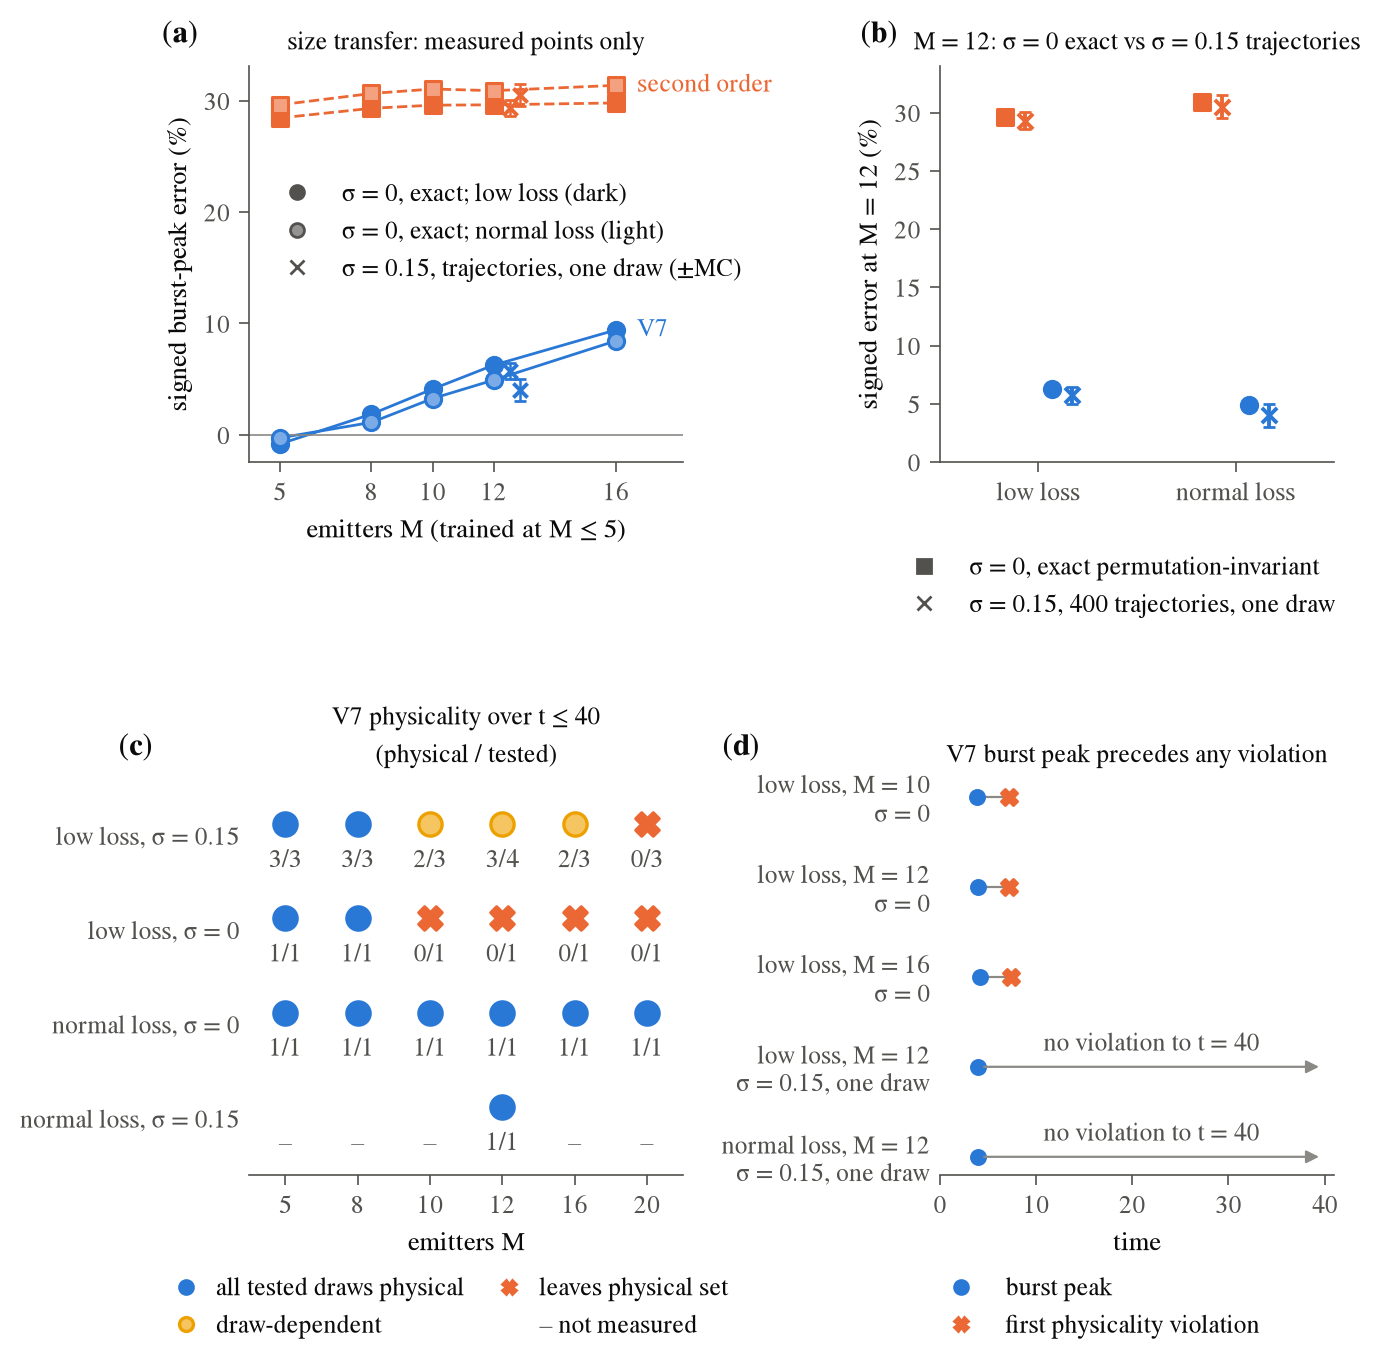 (a)
size transfer: measured points only
signed burst-peak error (%)
30
20
10
0
second order
σ = 0, exact; low loss (dark)
σ = 0, exact; normal loss (light)
σ = 0.15, trajectories, one draw (±MC)
V7
5 8 10 12 16
emitters M (trained at M ≤ 5)
(b)
M = 12: σ = 0 exact vs σ = 0.15 trajectories
signed error at M = 12 (%)
30
25
20
15
10
5
0
low loss normal loss
σ = 0, exact permutation-invariant
σ = 0.15, 400 trajectories, one draw
(c)
V7 physicality over t ≤ 40
(physical / tested)
low loss, σ = 0.15
3/3 3/3 2/3 3/4 2/3 0/3
low loss, σ = 0
1/1 1/1 0/1 0/1 0/1 0/1
normal loss, σ = 0
1/1 1/1 1/1 1/1 1/1 1/1
normal loss, σ = 0.15
– – – 1/1 – –
5 8 10 12 16 20
emitters M
all tested draws physical
draw-dependent
leaves physical set
– not measured
(d)
V7 burst peak precedes any violation
low loss, M = 10
σ = 0
low loss, M = 12
σ = 0
low loss, M = 16
σ = 0
low loss, M = 12
σ = 0.15, one draw
no violation to t = 40
normal loss, M = 12
σ = 0.15, one draw
no violation to t = 40
0 10 20 30 40
time
burst peak
first physicality violation